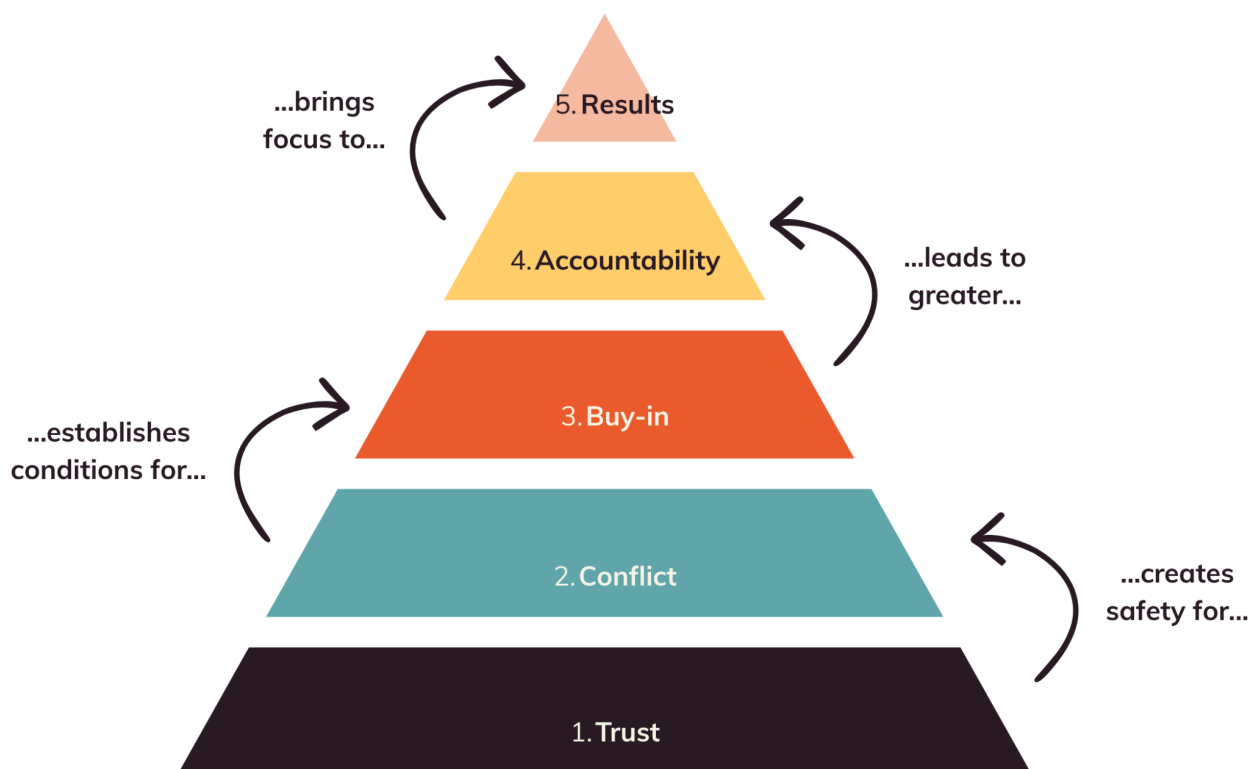 ...brings
focus to...
5. Results
4. Accountability
...leads to
greater...
3. Buy-in
...establishes
conditions for...
2. Conflict
...creates
safety for...
1. Trust